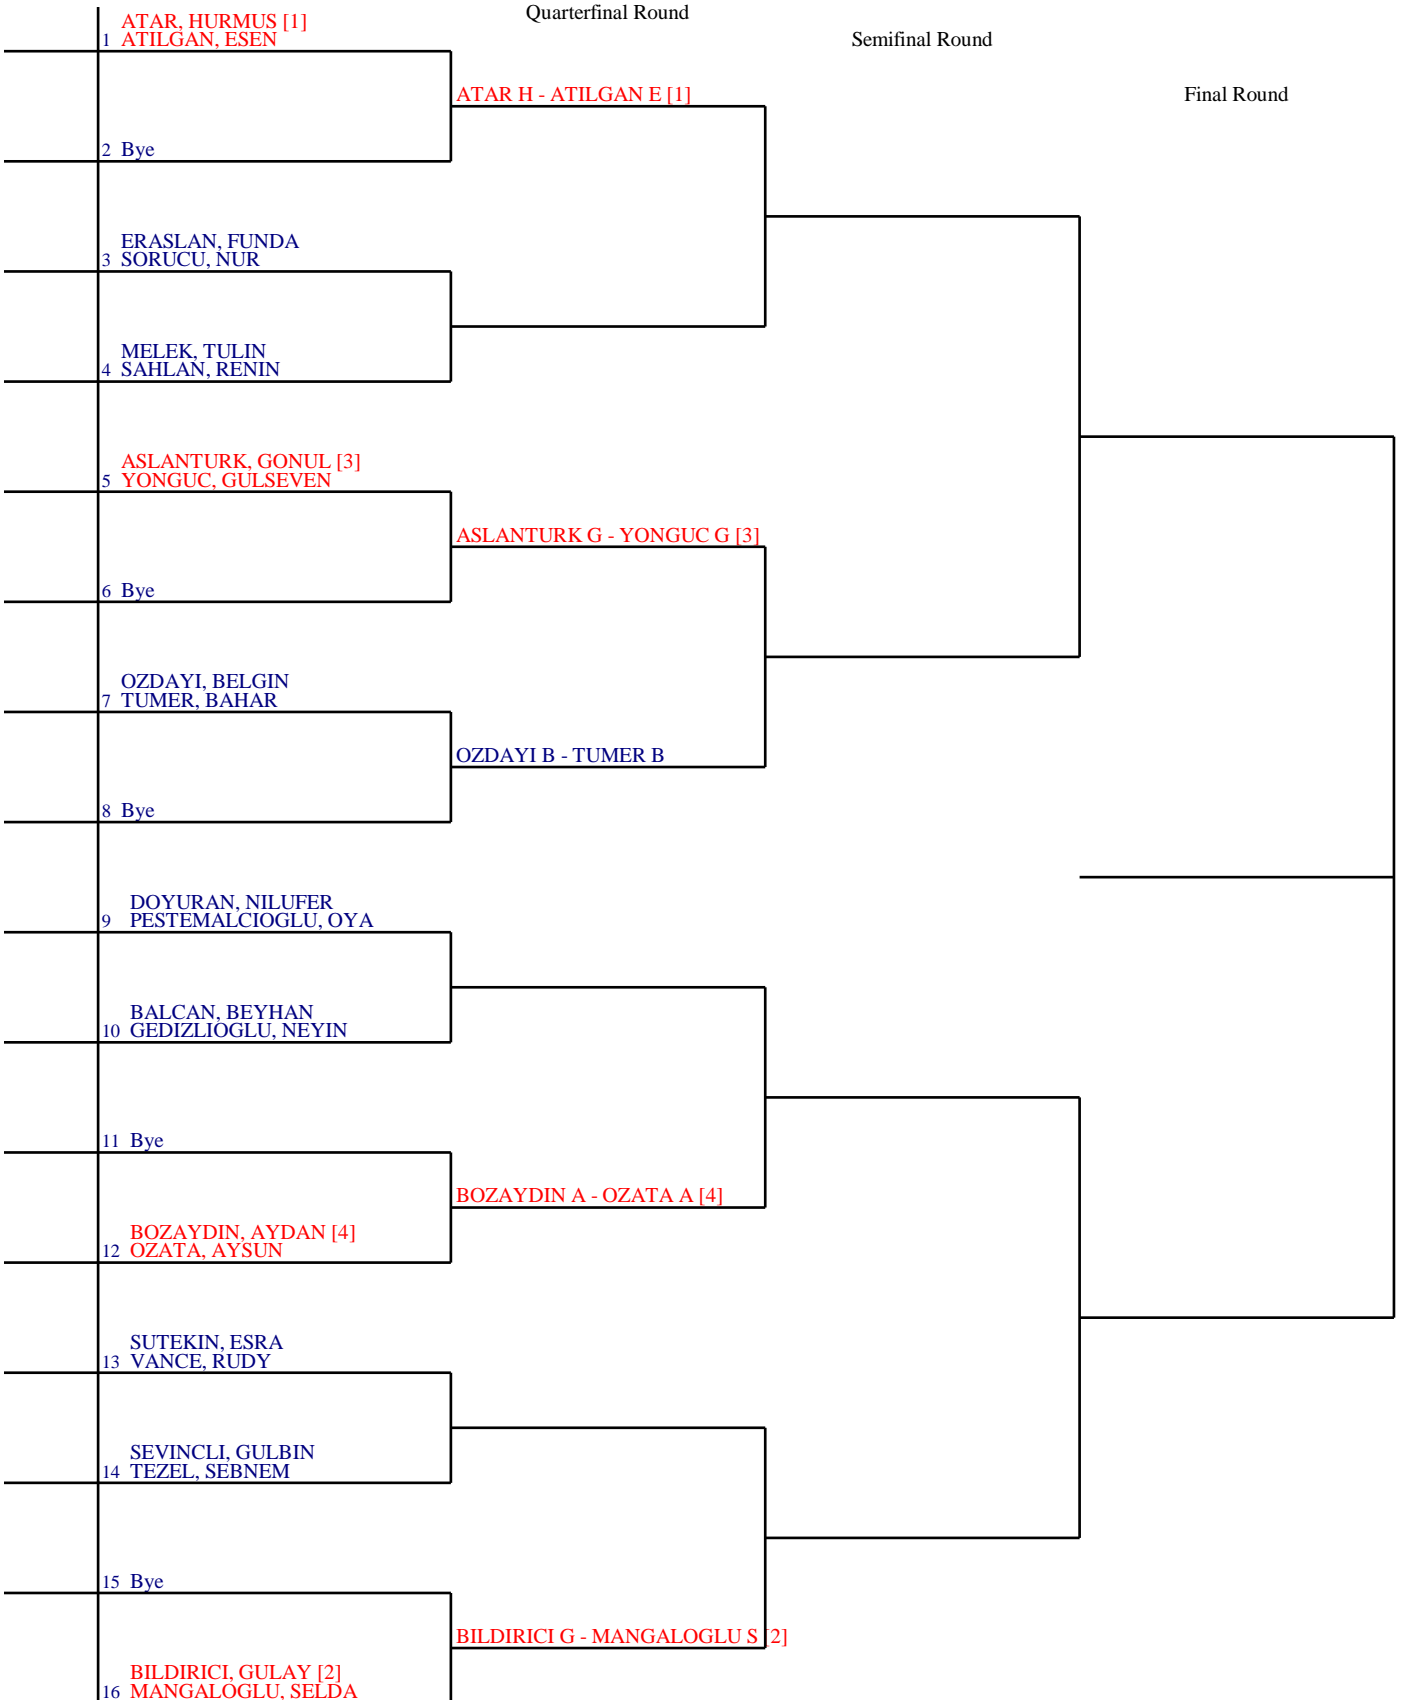 Quarterfinal Round
Semifinal Round
Final Round
ATAR, HURMUS [1]
1 ATILGAN, ESEN
ATAR H - ATILGAN E [1]
2 Bye
ERASLAN, FUNDA
3 SORUCU, NUR
MELEK, TULIN
4 SAHLAN, RENIN
ASLANTURK, GONUL [3]
5 YONGUC, GULSEVEN
ASLANTURK G - YONGUC G [3]
6 Bye
OZDAYI, BELGIN
7 TUMER, BAHAR
OZDAYI B - TUMER B
8 Bye
DOYURAN, NILUFER
9 PESTEMALCIOGLU, OYA
BALCAN, BEYHAN
10 GEDIZLIOGLU, NEYIN
11 Bye
BOZAYDIN A - OZATA A [4]
BOZAYDIN, AYDAN [4]
12 OZATA, AYSUN
SUTEKIN, ESRA
13 VANCE, RUDY
SEVINCLI, GULBIN
14 TEZEL, SEBNEM
15 Bye
BILDIRICI G - MANGALOGLU S [2]
BILDIRICI, GULAY [2]
16 MANGALOGLU, SELDA